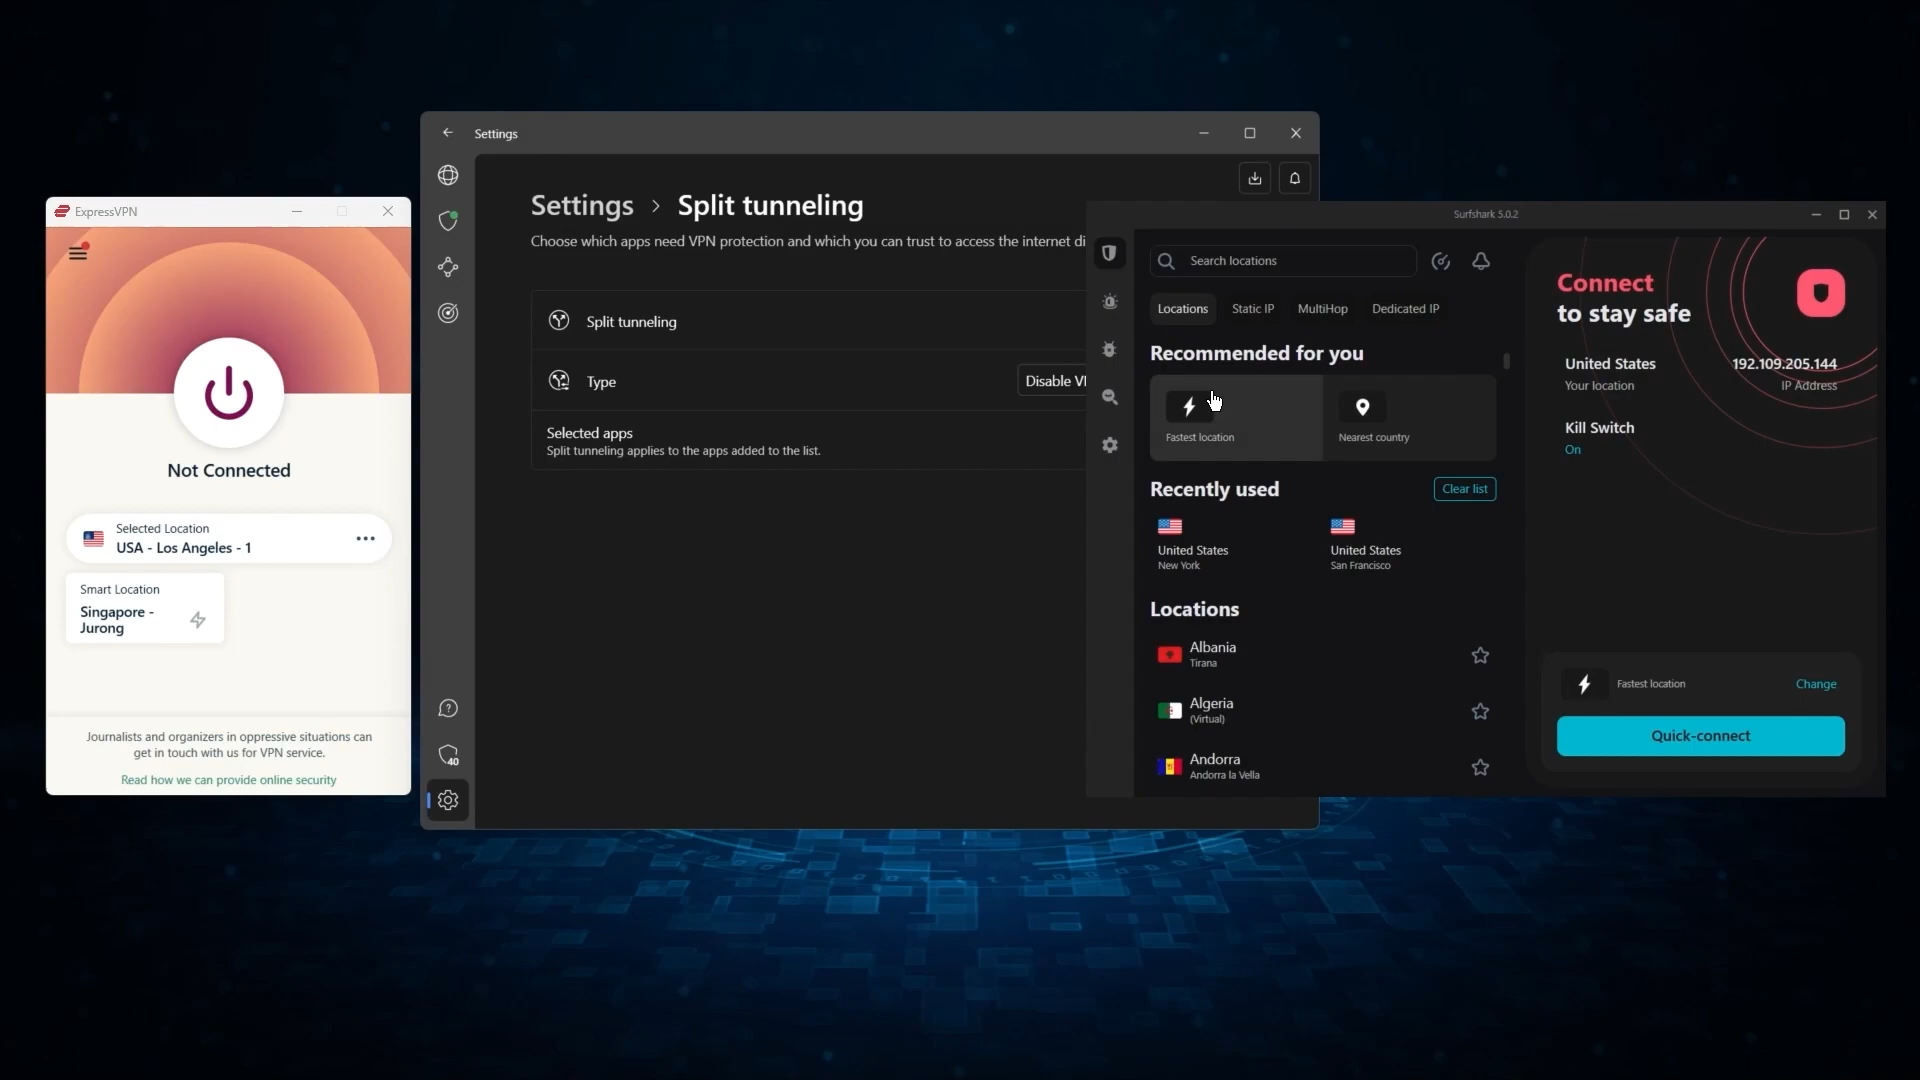 ExpressVPN
Not Connected
Selected Location
USA - Los Angeles - 1
Smart Location
Singapore -
Jurong
Journalists and organizers in oppressive situations can
get in touch with us for VPN service.
Read how we can provide online security
Settings
Settings > Split tunneling
Choose which apps need VPN protection and which you can trust to access the internet di
Split tunneling
Type
Disable VI
Selected apps
Split tunneling applies to the apps added to the list.
40
Surfshark 5.0.2
Search locations
Locations Static IP MultiHop Dedicated IP
Recommended for you
Fastest location
Nearest country
Recently used
Clear list
United States
New York
United States
San Francisco
Locations
Albania
Tirana
Algeria
(Virtual)
Andorra
Andorra la Vella
Connect
to stay safe
United States
Your location
192.109.205.144
IP Address
Kill Switch
On
Fastest location
Change
Quick-connect